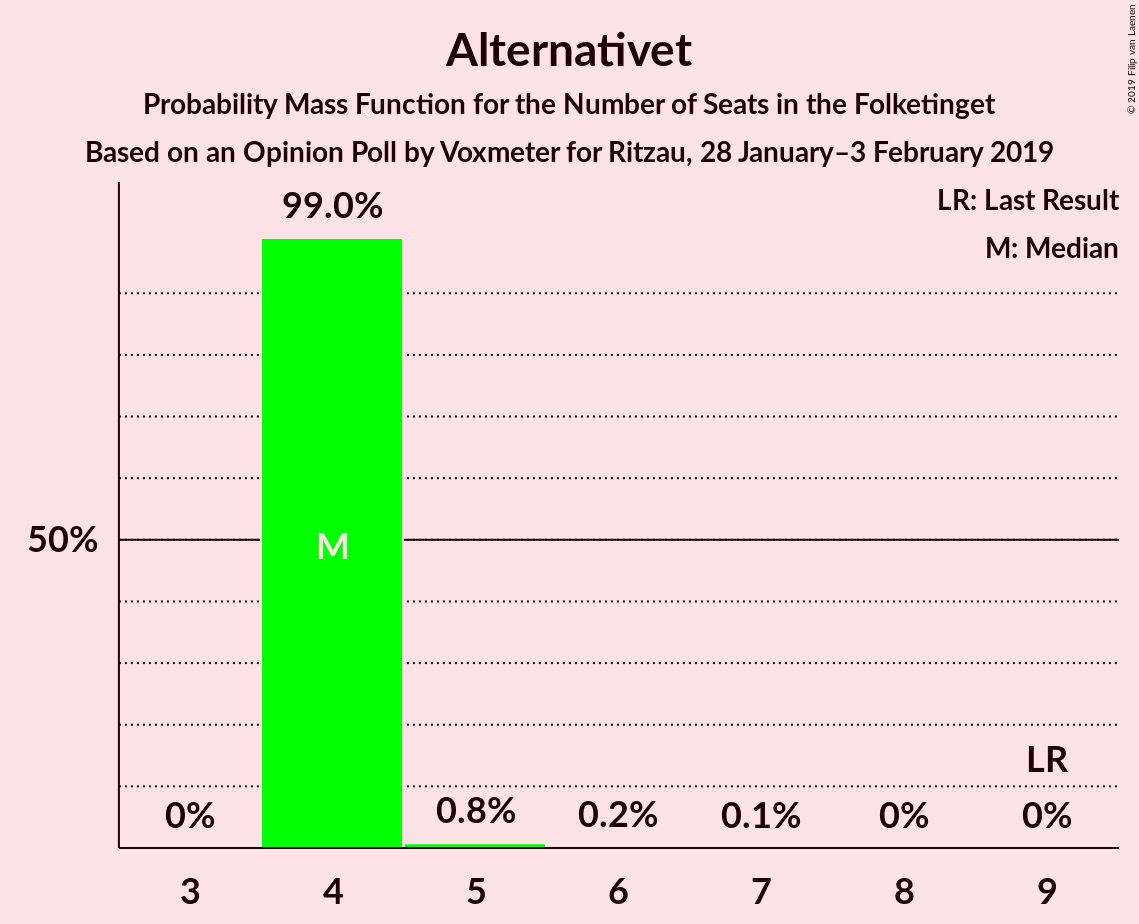 Alternativet
Probability Mass Function for the Number of Seats in the Folketinget
Based on an Opinion Poll by Voxmeter for Ritzau, 28 January–3 February 2019
© 2019 Filip van Laenen
LR: Last Result
M: Median
99.0%
50%
M
LR
0%
0.8%
0.2%
0.1%
0%
0%
3
4
5
6
7
8
9